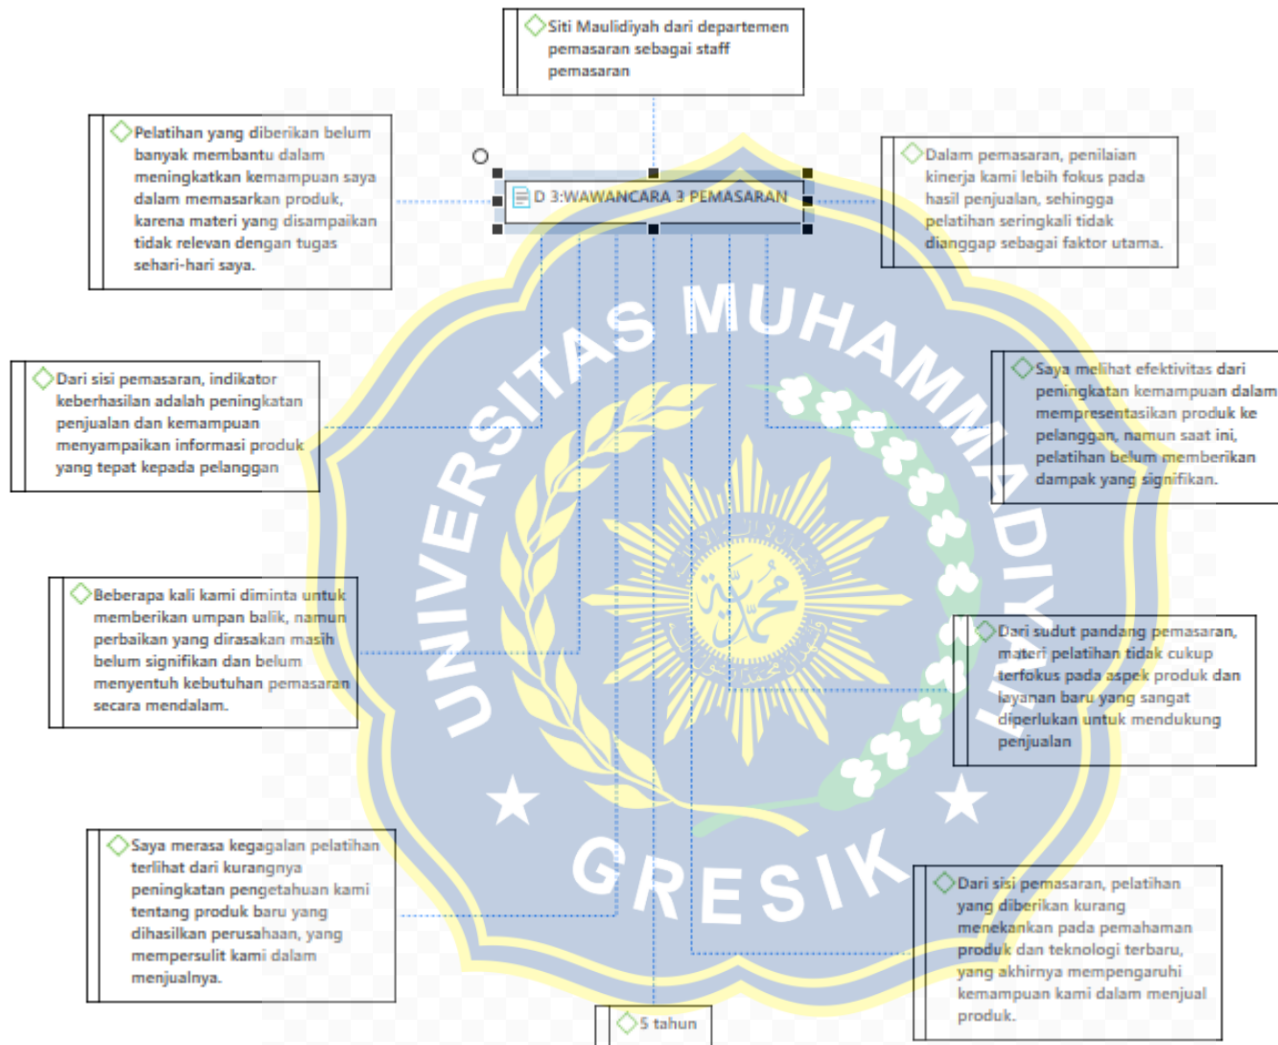 Siti Maulidiyah dari departemen
pemasaran sebagai staff
pemasaran
Pelatihan yang diberikan belum
banyak membantu dalam
meningkatkan kemampuan saya
dalam memasarkan produk,
karena materi yang disampaikan
tidak relevan dengan tugas
sehari-hari saya.
D 3:WAWANCARA 3 PEMASARAN
Dalam pemasaran, penilaian
kinerja kami lebih fokus pada
hasil penjualan, sehingga
pelatihan seringkali tidak
dianggap sebagai faktor utama.
Dari sisi pemasaran, indikator
keberhasilan adalah peningkatan
penjualan dan kemampuan
menyampaikan informasi produk
yang tepat kepada pelanggan
Saya melihat efektivitas dari
peningkatan kemampuan dalam
mempresentasikan produk ke
pelanggan, namun saat ini,
pelatihan belum memberikan
dampak yang signifikan.
Beberapa kali kami diminta untuk
memberikan umpan balik, namun
perbaikan yang dirasakan masih
belum signifikan dan belum
menyentuh kebutuhan pemasaran
secara mendalam.
Dari sudut pandang pemasaran,
materi pelatihan tidak cukup
terfokus pada aspek produk dan
layanan baru yang sangat
diperlukan untuk mendukung
penjualan
Saya merasa kegagalan pelatihan
terlihat dari kurangnya
peningkatan pengetahuan kami
tentang produk baru yang
dihasilkan perusahaan, yang
mempersulit kami dalam
menjualnya.
Dari sisi pemasaran, pelatihan
yang diberikan kurang
menekankan pada pemahaman
produk dan teknologi terbaru,
yang akhirnya mempengaruhi
kemampuan kami dalam menjual
produk.
5 tahun
UNIVERSITAS MUHAMMADIYAH
GRESIK